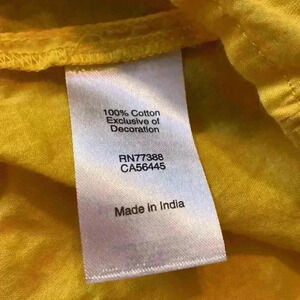 100% Cotton
Exclusive of
Decoration
RN77388
CA56445
Made in India